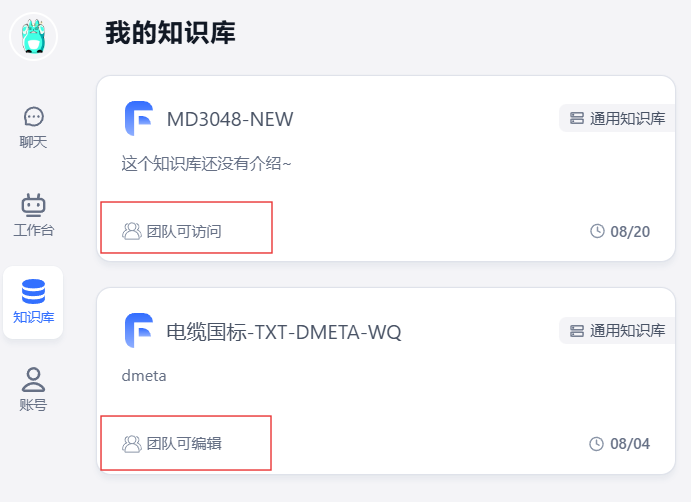 我的知识库
聊天
工作台
知识库
账号
MD3048-NEW
通用知识库
这个知识库还没有介绍~
团队可访问
08/20
电缆国标-TXT-DMETA-WQ
通用知识库
dmeta
团队可编辑
08/04